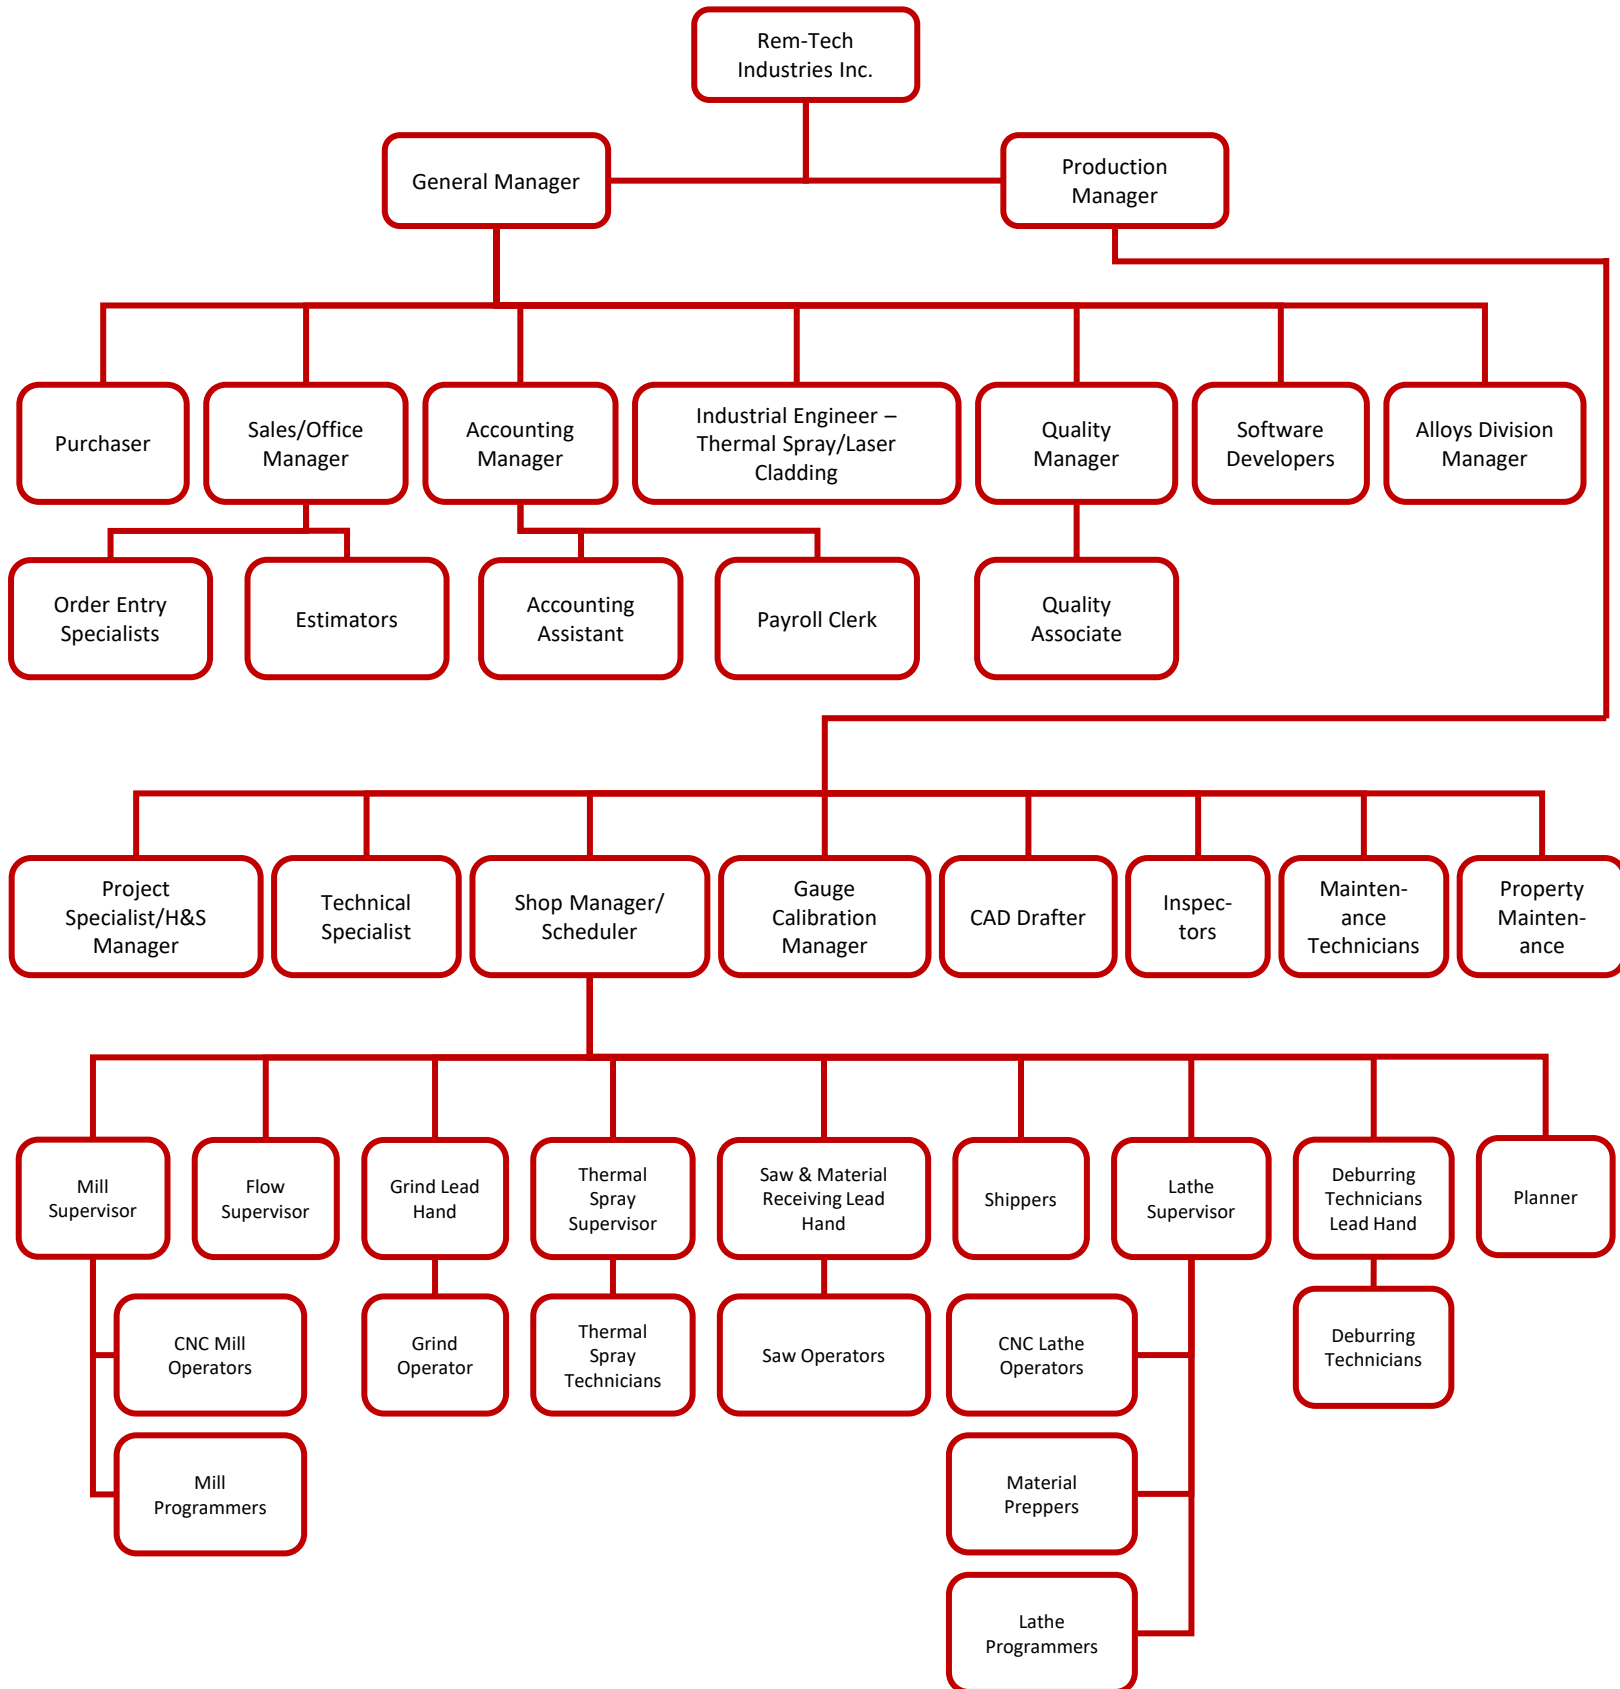 Rem-Tech
Industries Inc.
General Manager
Production
Manager
Purchaser
Sales/Office
Manager
Accounting
Manager
Industrial Engineer –
Thermal Spray/Laser
Cladding
Quality
Manager
Software
Developers
Alloys Division
Manager
Order Entry
Specialists
Estimators
Accounting
Assistant
Payroll Clerk
Quality
Associate
Project
Specialist/H&S
Manager
Technical
Specialist
Shop Manager/
Scheduler
Gauge
Calibration
Manager
CAD Drafter
Inspec-
tors
Mainten-
ance
Technicians
Property
Mainten-
ance
Mill
Supervisor
Flow
Supervisor
Grind Lead
Hand
Thermal
Spray
Supervisor
Saw & Material
Receiving Lead
Hand
Shippers
Lathe
Supervisor
Deburring
Technicians
Lead Hand
Planner
CNC Mill
Operators
Grind
Operator
Thermal
Spray
Technicians
Saw Operators
CNC Lathe
Operators
Deburring
Technicians
Mill
Programmers
Material
Preppers
Lathe
Programmers